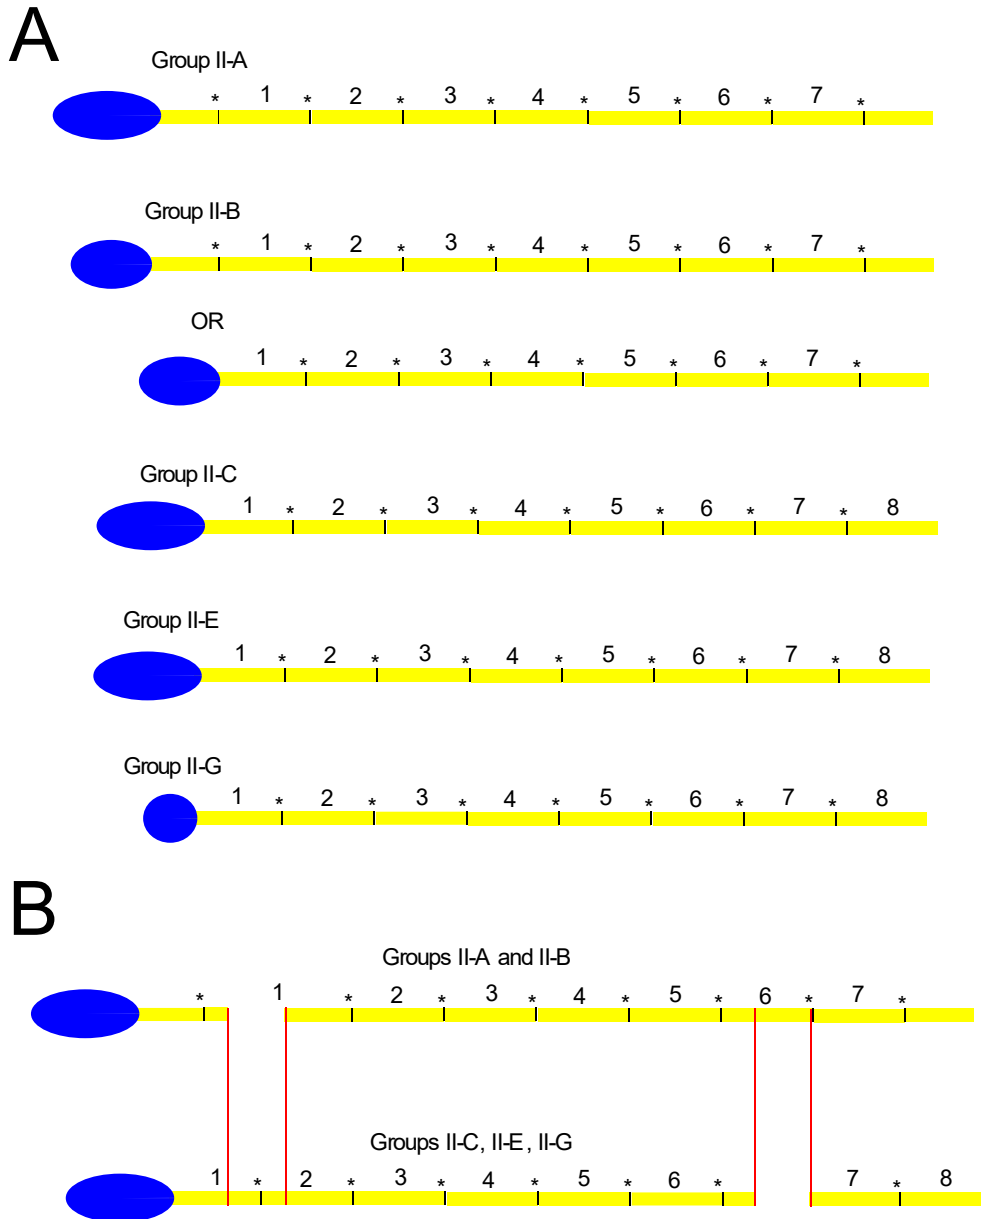 A
Group II-A
* 1 * 2 * 3 * 4 * 5 * 6 * 7 *
Group II-B
* 1 * 2 * 3 * 4 * 5 * 6 * 7 *
OR
1 * 2 * 3 * 4 * 5 * 6 * 7 *
Group II-C
1 * 2 * 3 * 4 * 5 * 6 * 7 * 8
Group II-E
1 * 2 * 3 * 4 * 5 * 6 * 7 * 8
Group II-G
1 * 2 * 3 * 4 * 5 * 6 * 7 * 8
B
Groups II-A and II-B
* 1 * 2 * 3 * 4 * 5 * 6 * 7 *
Groups II-C, II-E, II-G
1 * 2 * 3 * 4 * 5 * 6 * 7 * 8